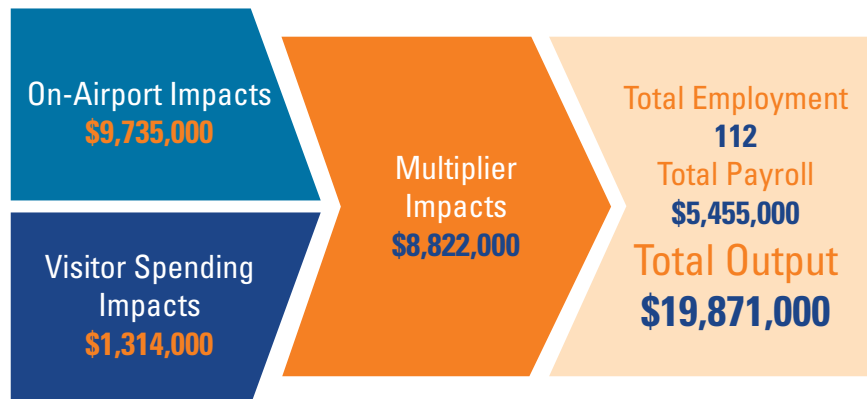 On-Airport Impacts
$9,735,000
Visitor Spending
Impacts
$1,314,000
Multiplier
Impacts
$8,822,000
Total Employment
112
Total Payroll
$5,455,000
Total Output
$19,871,000